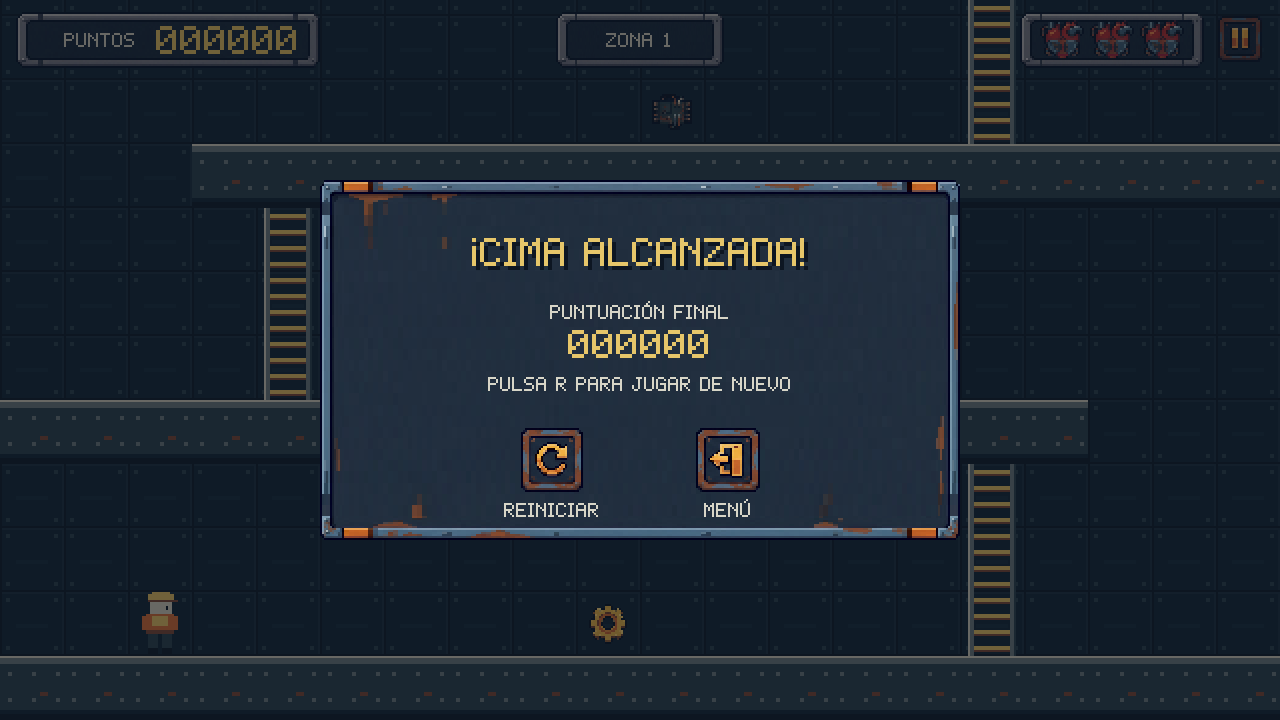 PUNTOS 000000
ZONA 1
¡CIMA ALCANZADA!
PUNTUACIÓN FINAL
000000
PULSA R PARA JUGAR DE NUEVO
REINICIAR
MENÚ